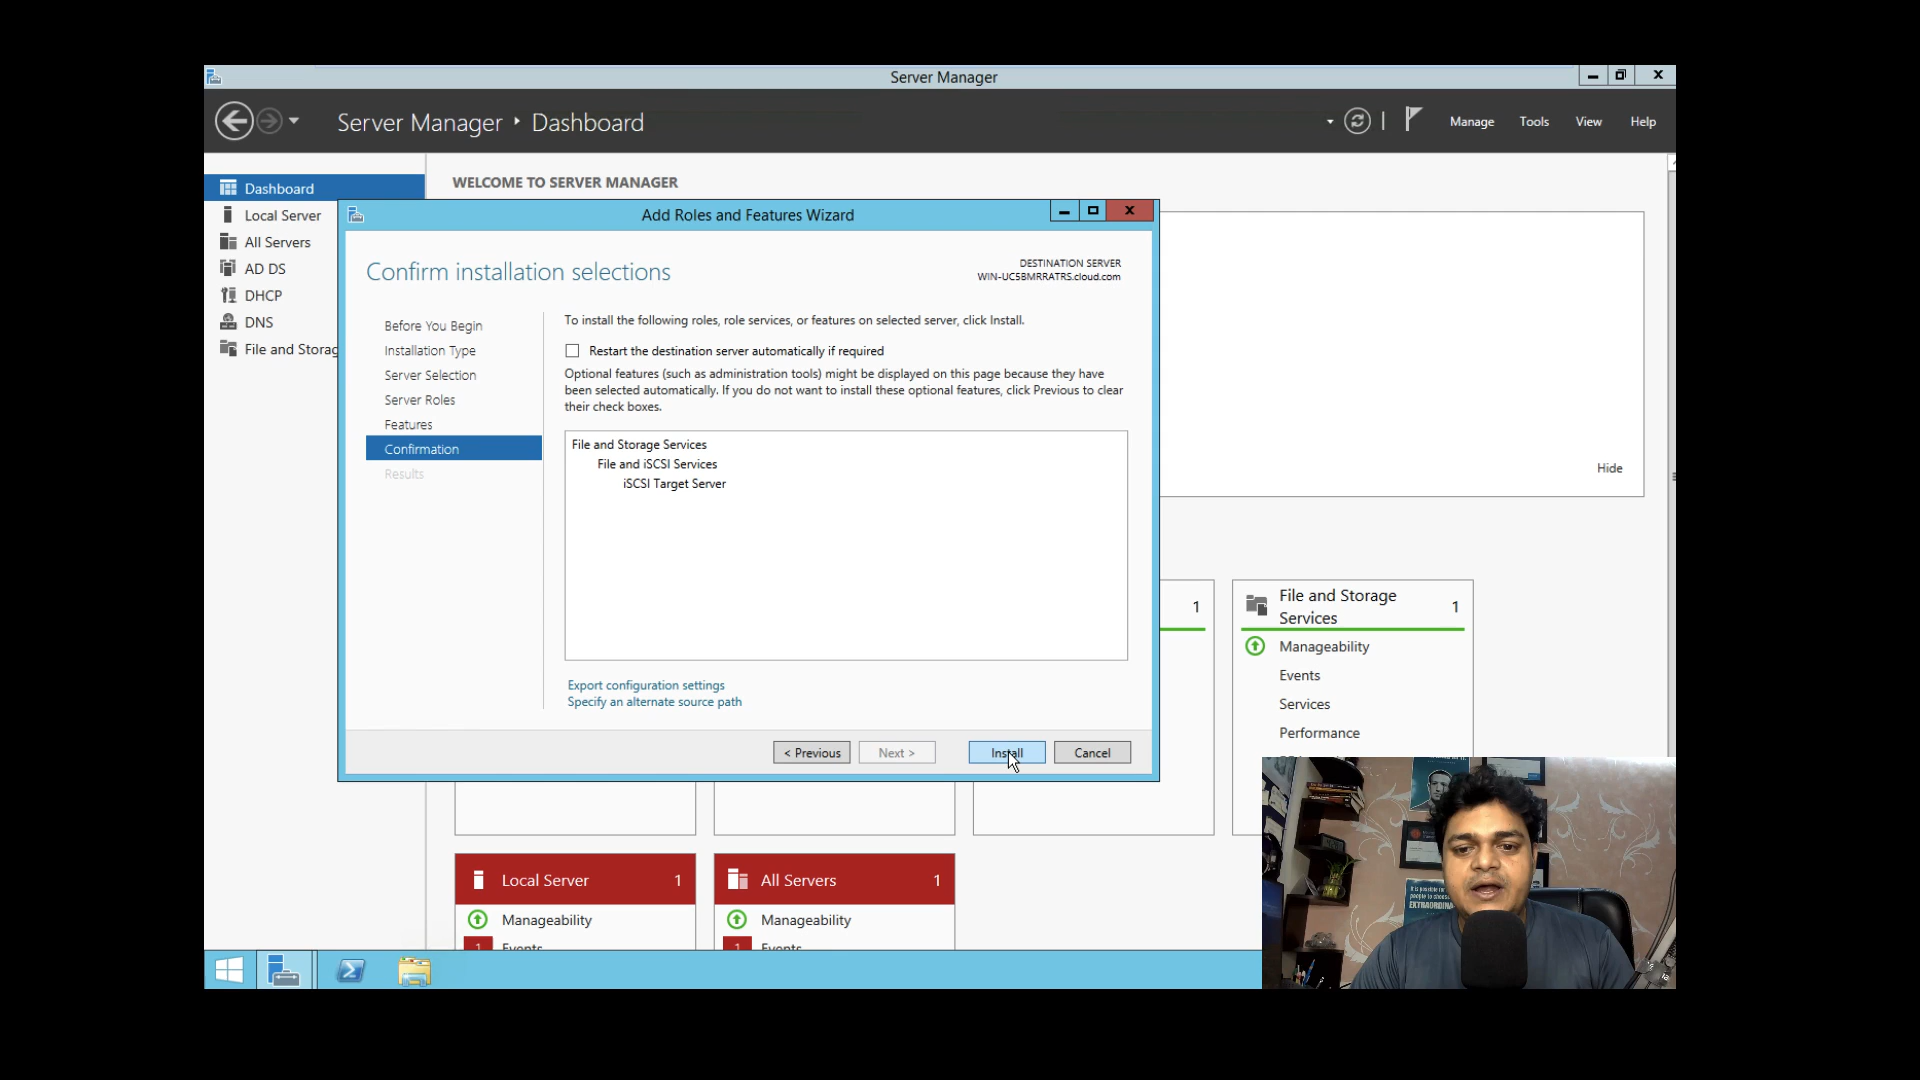 Server Manager
Server Manager · Dashboard
Manage
Tools
View
Help
Dashboard
Local Server
All Servers
AD DS
DHCP
DNS
File and Storag
WELCOME TO SERVER MANAGER
Add Roles and Features Wizard
Confirm installation selections
DESTINATION SERVER
WIN-UC5BMRRATRS.cloud.com
Before You Begin
Installation Type
Server Selection
Server Roles
Features
Confirmation
Results
To install the following roles, role services, or features on selected server, click Install.
Restart the destination server automatically if required
Optional features (such as administration tools) might be displayed on this page because they have
been selected automatically. If you do not want to install these optional features, click Previous to clear
their check boxes.
File and Storage Services
File and iSCSI Services
iSCSI Target Server
Export configuration settings
Specify an alternate source path
< Previous
Next >
Install
Cancel
Hide
1
File and Storage
Services
1
Manageability
Events
Services
Performance
Local Server 1
Manageability
1 Events
All Servers 1
Manageability
1 Events
EXTRAORDINA